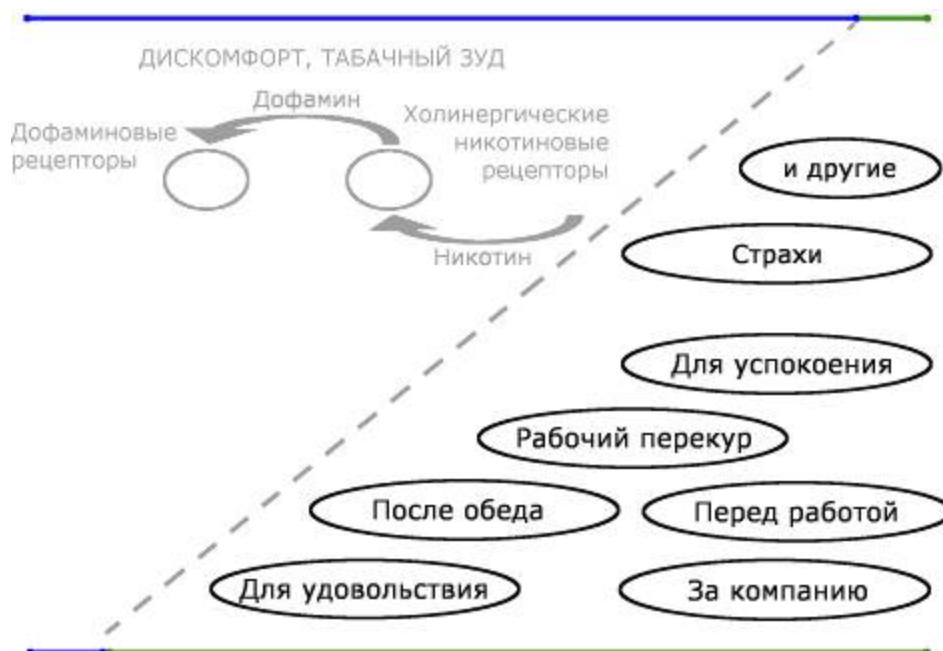 ДИСКОМФОРТ, ТАБАЧНЫЙ ЗУД
Дофамин
Дофаминовые
рецепторы
Холинергические
никотиновые
рецепторы
Никотин
и другие
Страхи
Для успокоения
Рабочий перекур
После обеда
Перед работой
Для удовольствия
За компанию